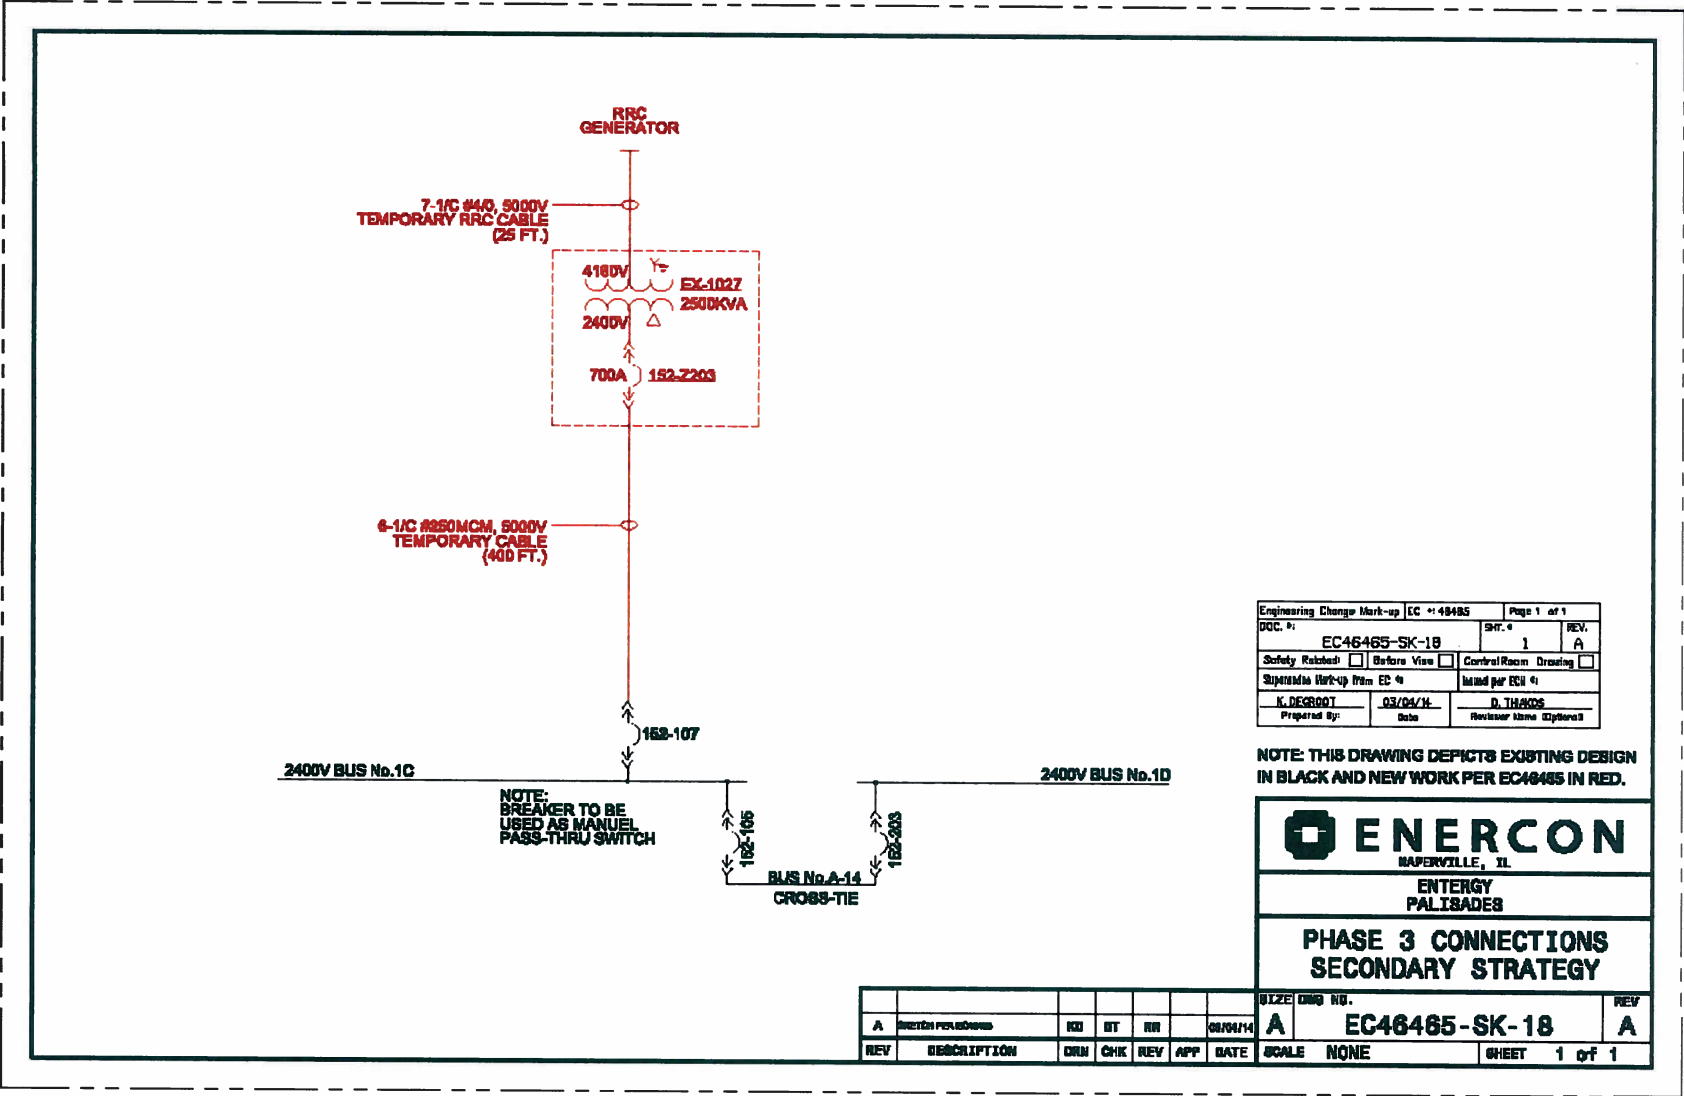 RRC
GENERATOR
7-1/C #4/0, 5000V
TEMPORARY RRC CABLE
(25 FT.)
4160V
EX-1027
2500KVA
2400V
700A
152-Z203
6-1/C #250MCM, 5000V
TEMPORARY CABLE
(400 FT.)
152-107
2400V BUS No.1C
2400V BUS No.1D
NOTE:
BREAKER TO BE
USED AS MANUEL
PASS-THRU SWITCH
152-105
152-203
BUS No.A-14
CROSS-TIE
Engineering Change Mark-up EC #: 46465 Page 1 of 1
DOC. #: SHT. # REV.
EC46465-SK-18 1 A
Safety Related: Before View Control Room Drawing
Supersedes Mark-up from EC #: Issued per ECN #:
K. DEGROOT 03/04/14 D. THAKOS
Prepared By: Date Reviewer Name (Optional)
NOTE: THIS DRAWING DEPICTS EXISTING DESIGN
IN BLACK AND NEW WORK PER EC46465 IN RED.
ENERCON
NAPERVILLE, IL
ENTERGY
PALISADES
PHASE 3 CONNECTIONS
SECONDARY STRATEGY
SIZE DWG NO. REV
A EC46465-SK-18 A
SCALE NONE SHEET 1 of 1
A KD DT RR 03/04/14
REV DESCRIPTION DRN CHK REV APP DATE